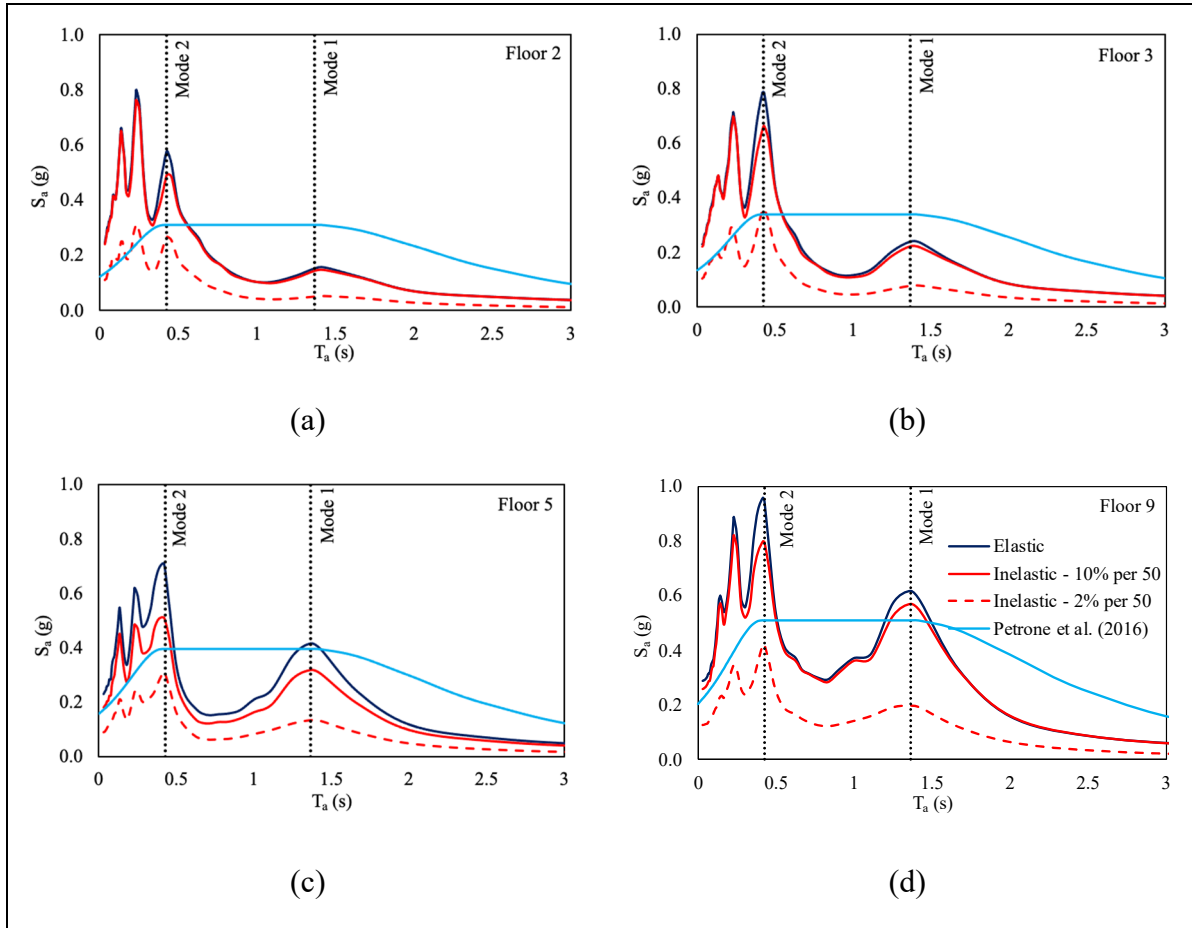 1.0
0.8
0.6
0.4
0.2
0.0
S_a (g)
Mode 2
Mode 1
Floor 2
0 0.5 1 1.5 2 2.5 3
T_a (s)
(a)
1.0
0.8
0.6
0.4
0.2
0.0
S_a (g)
Mode 2
Mode 1
Floor 3
0 0.5 1 1.5 2 2.5 3
T_a (s)
(b)
1.0
0.8
0.6
0.4
0.2
0.0
S_a (g)
Mode 2
Mode 1
Floor 5
0 0.5 1 1.5 2 2.5 3
T_a (s)
(c)
1.0
0.8
0.6
0.4
0.2
0.0
S_a (g)
Mode 2
Mode 1
Floor 9
Elastic
Inelastic - 10% per 50
Inelastic - 2% per 50
Petrone et al. (2016)
0 0.5 1 1.5 2 2.5 3
T_a (s)
(d)